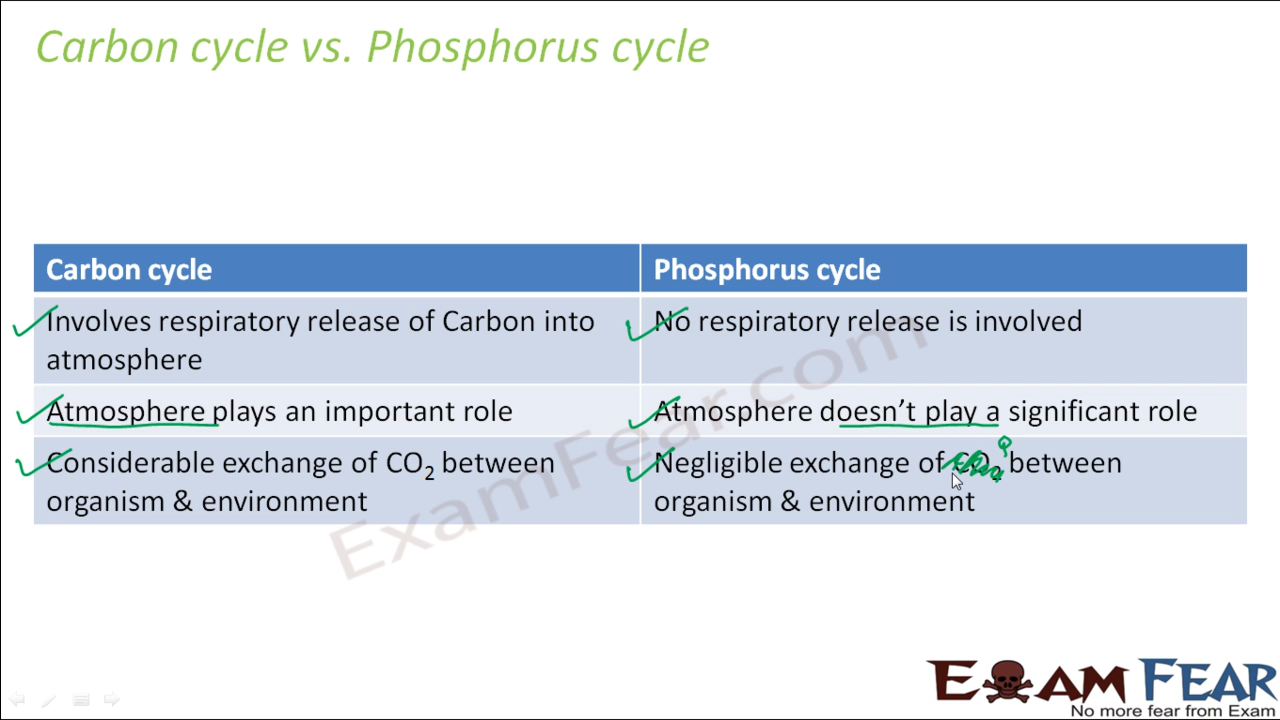 Carbon cycle vs. Phosphorus cycle
Carbon cycle
Phosphorus cycle
Involves respiratory release of Carbon into
atmosphere
No respiratory release is involved
Atmosphere plays an important role
Atmosphere doesn't play a significant role
Considerable exchange of CO2 between
organism & environment
Negligible exchange of CO2 P between
organism & environment
ExamFear.com
EXAM FEAR
No more fear from Exam